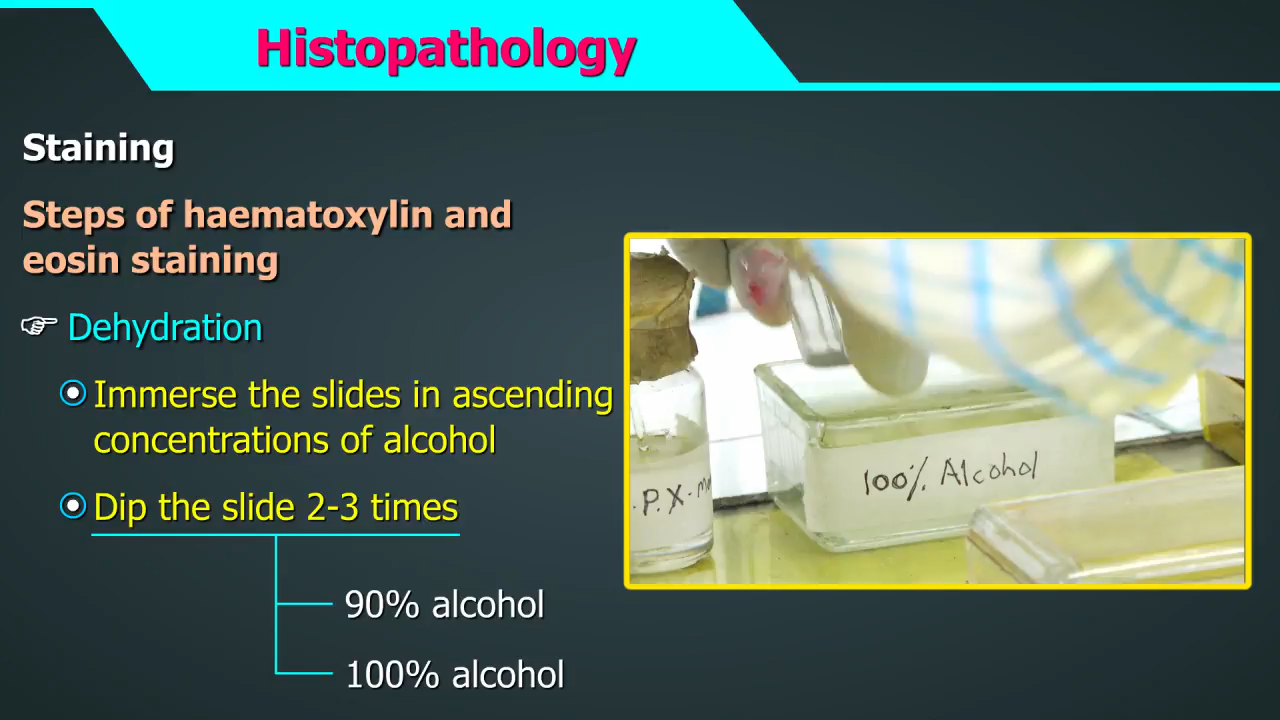 Histopathology
Staining
Steps of haematoxylin and
eosin staining
Dehydration
Immerse the slides in ascending
concentrations of alcohol
Dip the slide 2-3 times
90% alcohol
100% alcohol
.P.X-
100% Alcohol